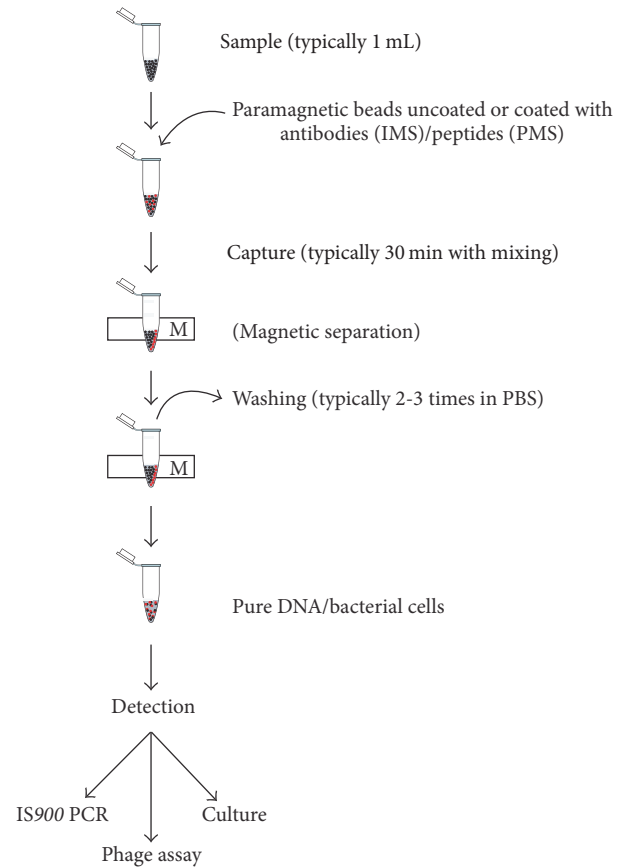 Sample (typically 1 mL)
Paramagnetic beads uncoated or coated with
antibodies (IMS)/peptides (PMS)
Capture (typically 30 min with mixing)
M
(Magnetic separation)
Washing (typically 2-3 times in PBS)
M
Pure DNA/bacterial cells
Detection
IS900 PCR
Culture
Phage assay